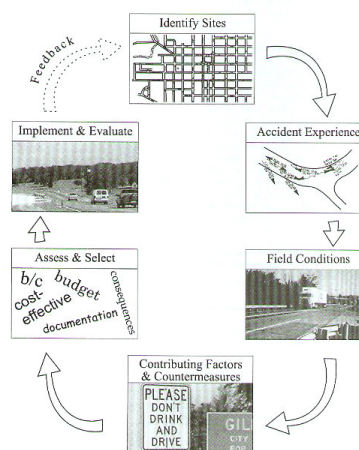 Identify Sites
Feedback
Implement & Evaluate
Accident Experience
Assess & Select
b/c budget
cost-
effective
consequences
documentation
Field Conditions
Contributing Factors
& Countermeasures
PLEASE
DON'T
DRINK
AND
DRIVE
GIL
CITY
POP